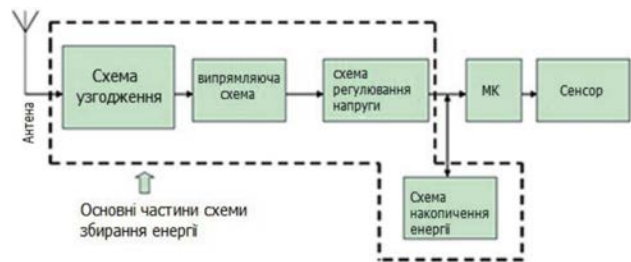 Антена
Схема
узгодження
випрямляюча
схема
схема
регулювання
напруги
МК
Сенсор
Схема
накопичення
енергії
Основні частини схеми
збирання енергії